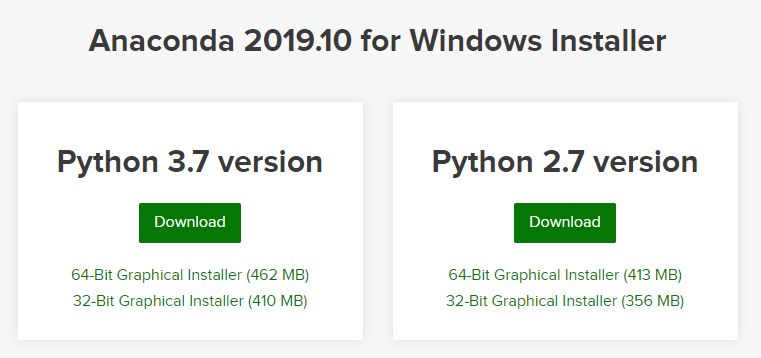 Anaconda 2019.10 for Windows Installer
Python 3.7 version
Download
64-Bit Graphical Installer (462 MB)
32-Bit Graphical Installer (410 MB)
Python 2.7 version
Download
64-Bit Graphical Installer (413 MB)
32-Bit Graphical Installer (356 MB)